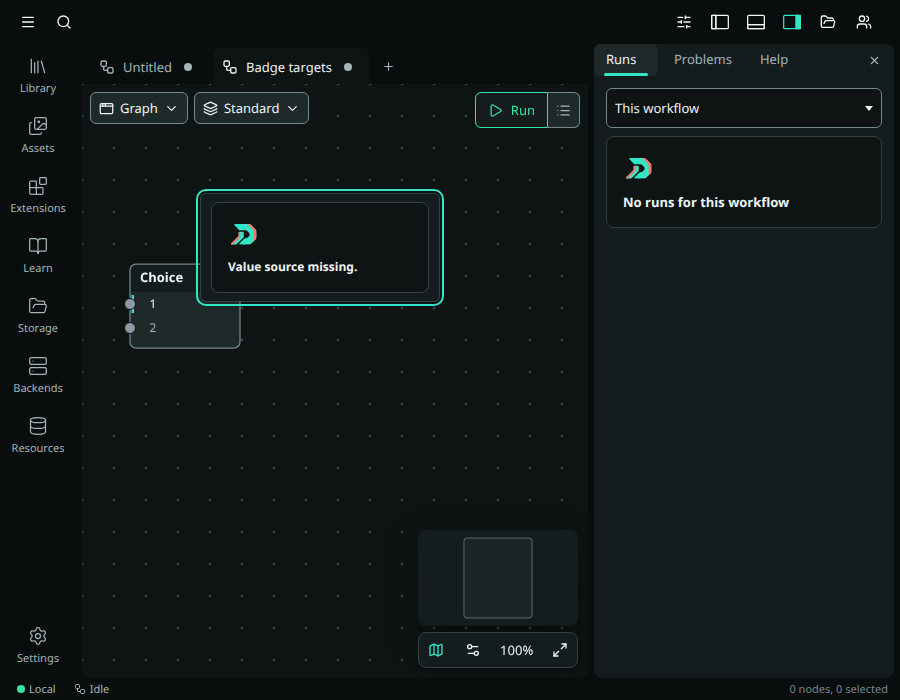 Untitled
Badge targets
Runs
Problems
Help
Library
Assets
Extensions
Learn
Storage
Backends
Resources
Settings
Graph
Standard
Run
This workflow
No runs for this workflow
Value source missing.
Choice
1
2
100%
Local
Idle
0 nodes, 0 selected